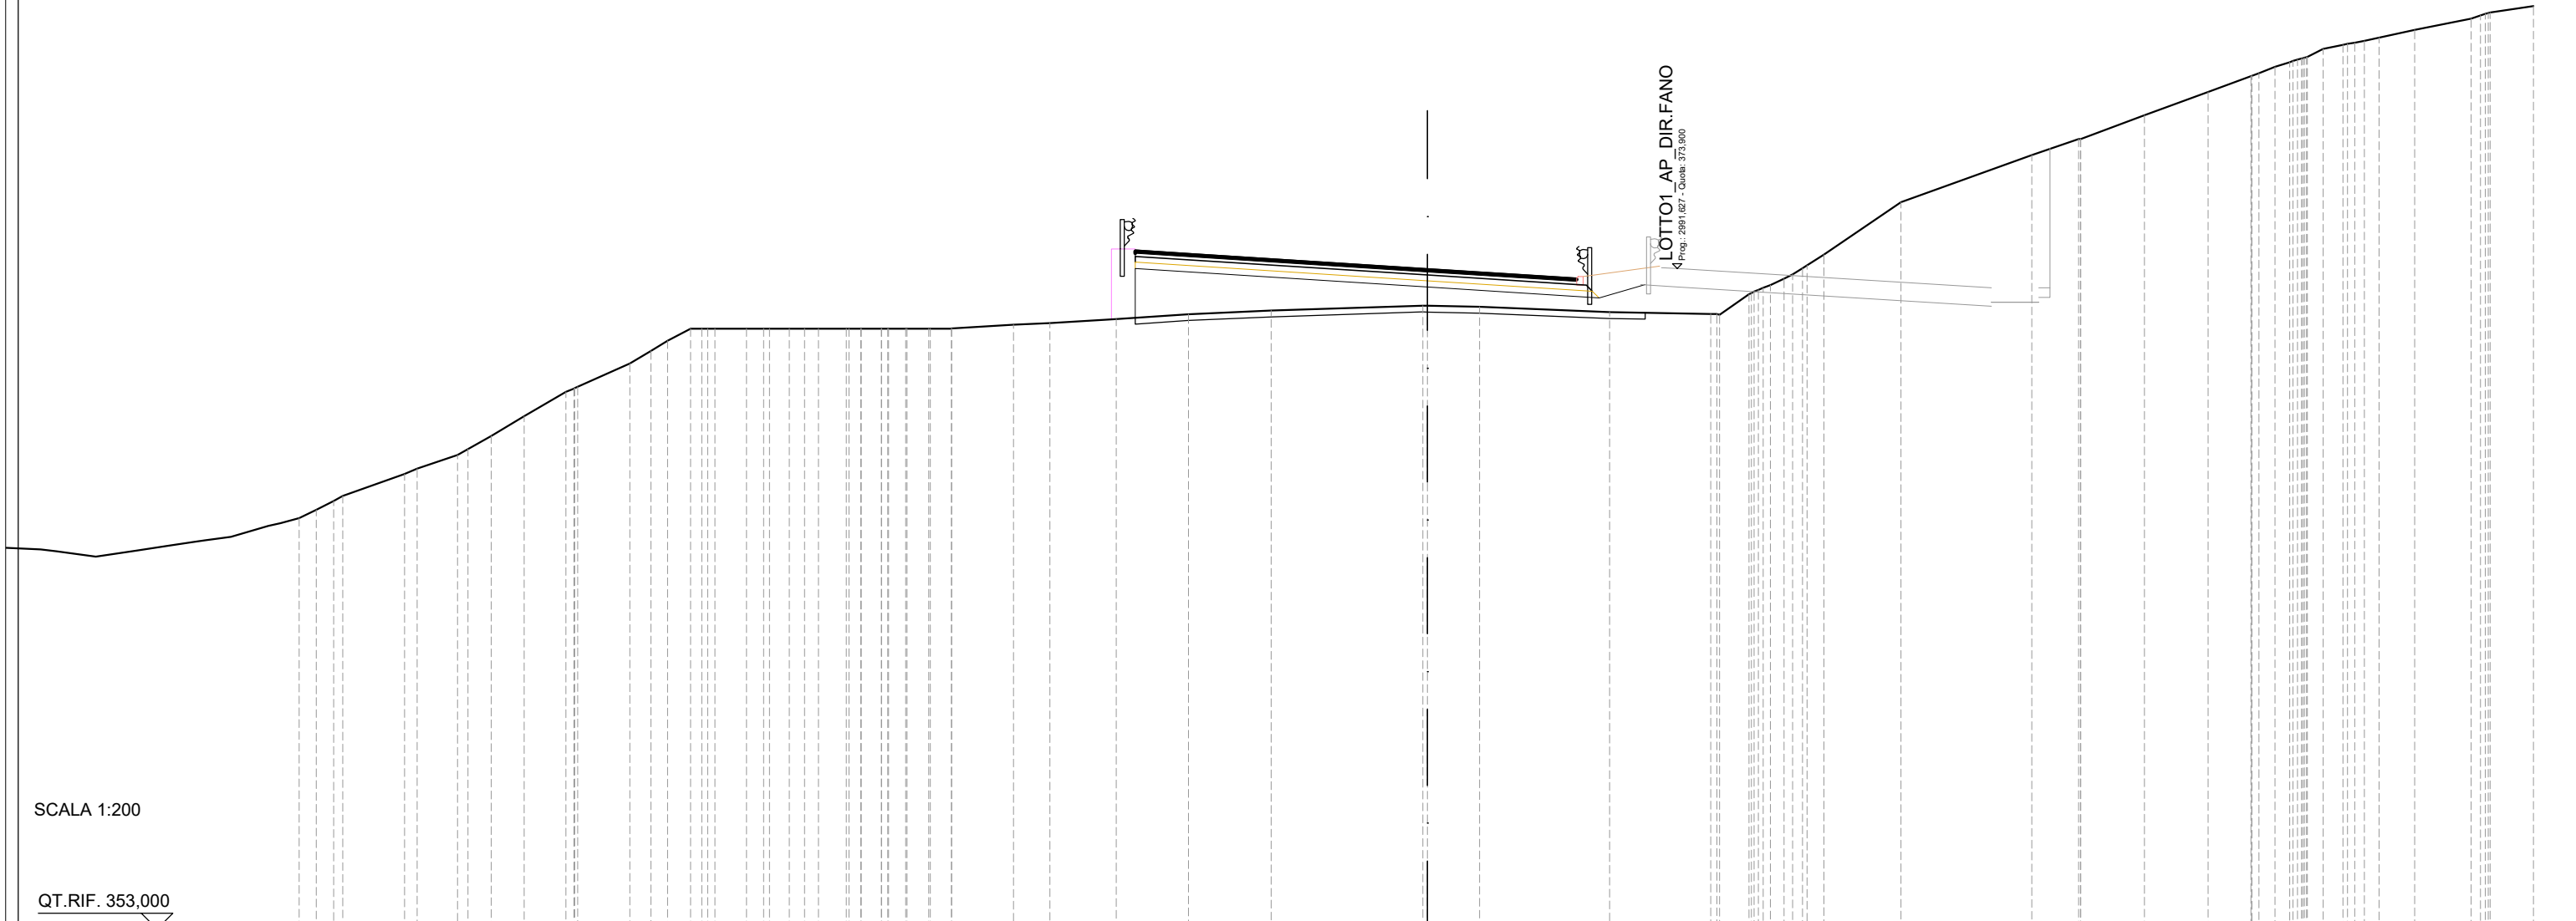 LOTTO1_AP_DIR.FANO
Prog.: 2991,627 - Quota: 373,900
SCALA 1:200
QT.RIF. 353,000